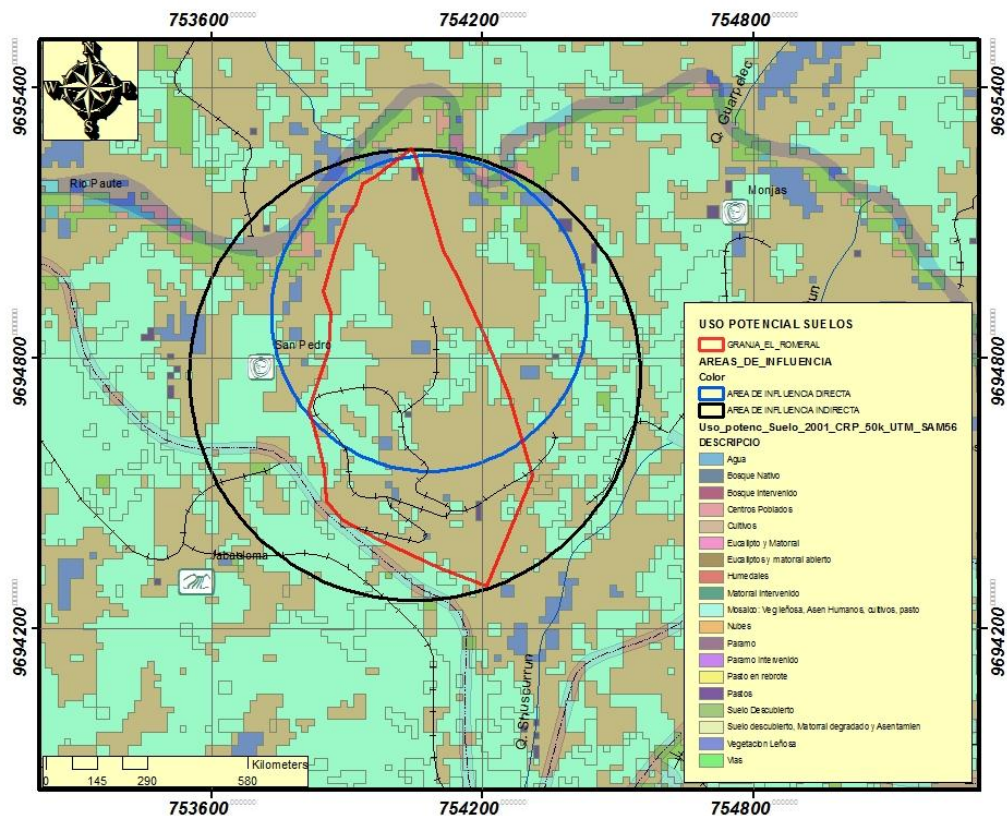 753600 754200 754800
9695400 9695400
9694800 9694800
9694200 9694200
N
W
S
Q. Guarpelec
Rio Paute
Monjas
San Pedro
Jabaloma
Q. Shuscurrun
USO POTENCIAL SUELOS
GRANJA_EL_ROMERAL
AREAS_DE_INFLUENCIA
Color
AREA DE INFLUENCIA DIRECTA
AREA DE INFLUENCIA INDIRECTA
Uso_potenc_Suelo_2001_CRP_50k_UTM_SAM56
DESCRIPCIO
Agua
Bosque Nativo
Bosque Intervenido
Centros Poblados
Cultivos
Eucalipto y Matorral
Eucaliptos y matorral abierto
Humedales
Matorral Intervenido
Mosaico: Veg leñosa, Asen Humanos, cultivos, pasto
Nubes
Paramo
Paramo Intervenido
Pasto en rebrote
Pastos
Suelo Descubierto
Suelo descubierto, Matorral degradado y Asentamien
Vegetacion Leñosa
Vias
Kilometers
0 145 290 580
753600 754200 754800